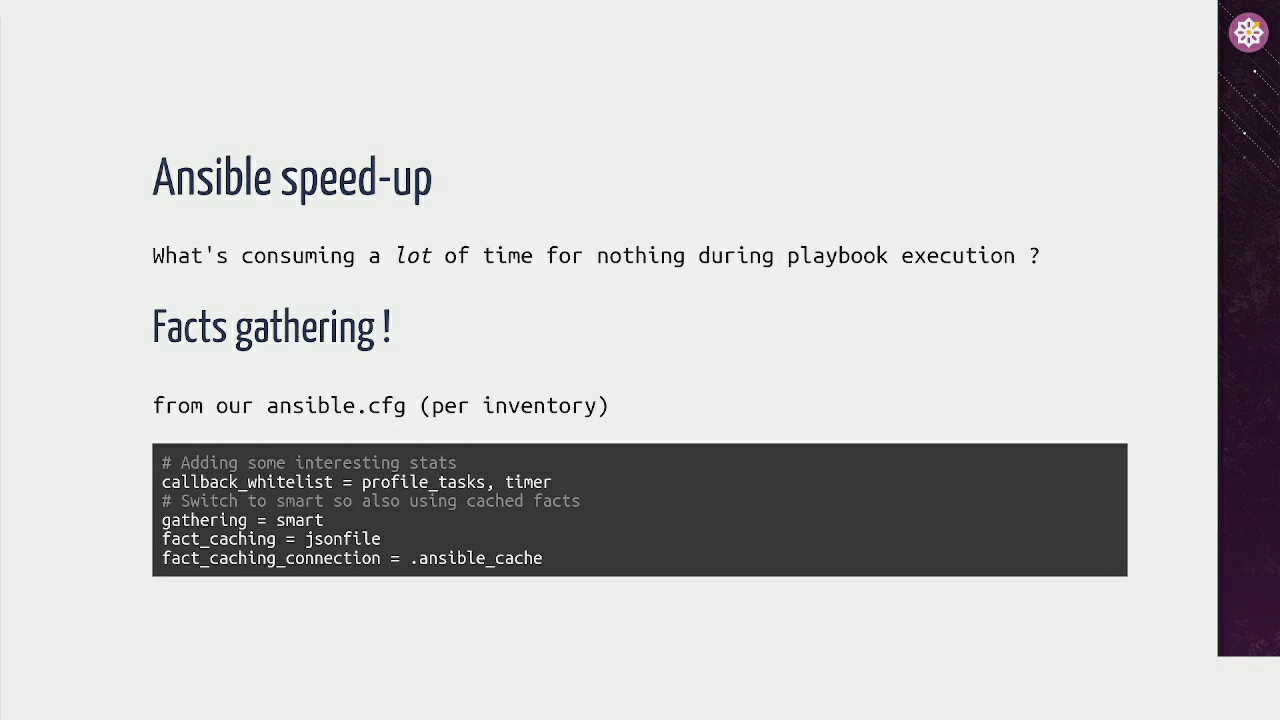 Ansible speed-up
What's consuming a lot of time for nothing during playbook execution ?
Facts gathering !
from our ansible.cfg (per inventory)
# Adding some interesting stats
callback_whitelist = profile_tasks, timer
# Switch to smart so also using cached facts
gathering = smart
fact_caching = jsonfile
fact_caching_connection = .ansible_cache